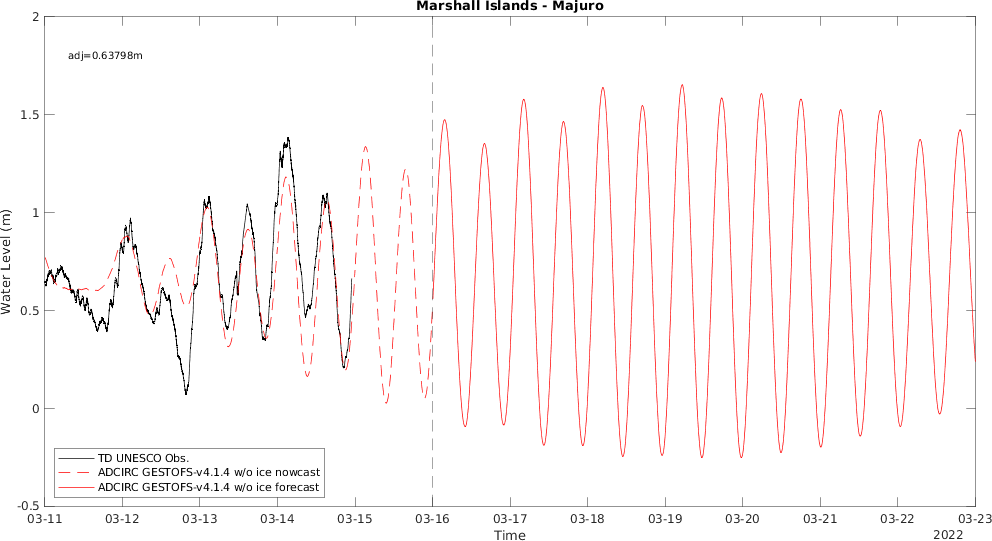 Marshall Islands - Majuro
2
adj=0.63798m
1.5
1
0.5
0
-0.5
Water Level (m)
TD UNESCO Obs.
ADCIRC GESTOFS-v4.1.4 w/o ice nowcast
ADCIRC GESTOFS-v4.1.4 w/o ice forecast
03-11 03-12 03-13 03-14 03-15 03-16 03-17 03-18 03-19 03-20 03-21 03-22 03-23
Time
2022